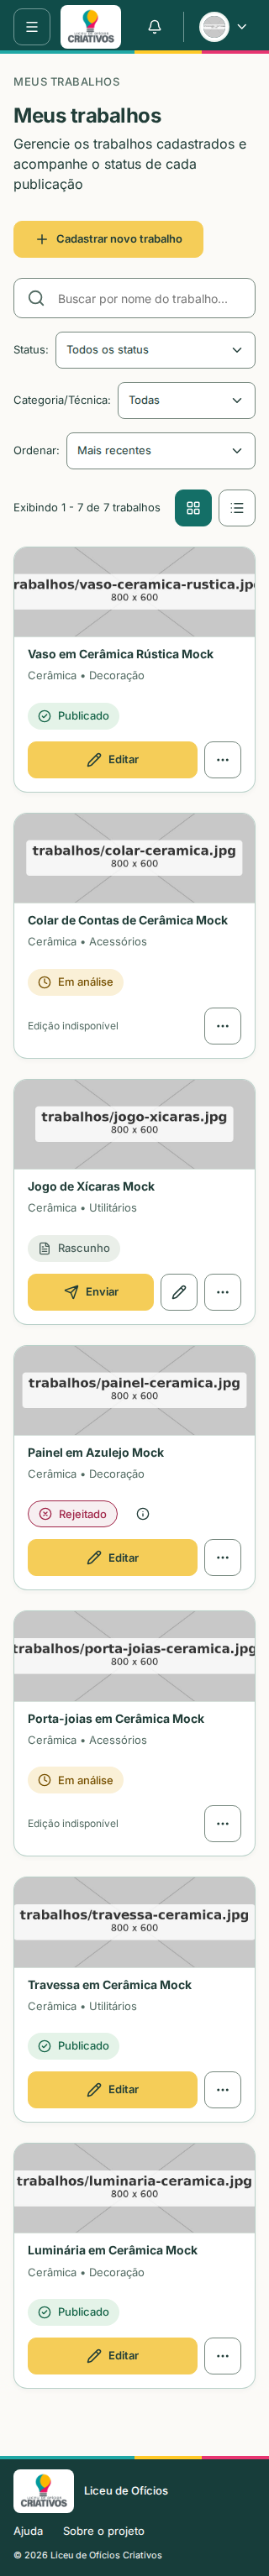 OFÍCIOS
CRIATIVOS
MEUS TRABALHOS
Meus trabalhos
Gerencie os trabalhos cadastrados e
acompanhe o status de cada
publicação
Cadastrar novo trabalho
Buscar por nome do trabalho...
Status:
Todos os status
Categoria/Técnica:
Todas
Ordenar:
Mais recentes
Exibindo 1 - 7 de 7 trabalhos
rabalhos/vaso-ceramica-rustica.jpg
800 x 600
Vaso em Cerâmica Rústica Mock
Cerâmica • Decoração
Publicado
Editar
trabalhos/colar-ceramica.jpg
800 x 600
Colar de Contas de Cerâmica Mock
Cerâmica • Acessórios
Em análise
Edição indisponível
trabalhos/jogo-xicaras.jpg
800 x 600
Jogo de Xícaras Mock
Cerâmica • Utilitários
Rascunho
Enviar
trabalhos/painel-ceramica.jpg
800 x 600
Painel em Azulejo Mock
Cerâmica • Decoração
Rejeitado
Editar
trabalhos/porta-joias-ceramica.jpg
800 x 600
Porta-joias em Cerâmica Mock
Cerâmica • Acessórios
Em análise
Edição indisponível
trabalhos/travessa-ceramica.jpg
800 x 600
Travessa em Cerâmica Mock
Cerâmica • Utilitários
Publicado
Editar
trabalhos/luminaria-ceramica.jpg
800 x 600
Luminária em Cerâmica Mock
Cerâmica • Decoração
Publicado
Editar
CRIATIVOS
Liceu de Ofícios
Ajuda
Sobre o projeto
© 2026 Liceu de Ofícios Criativos